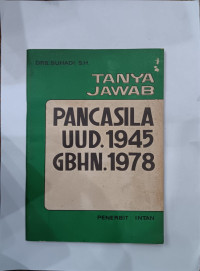 TANYA
JAWAB
PANCASILA
UUD.1945
GBHN.1978
PENERBIT INTAN